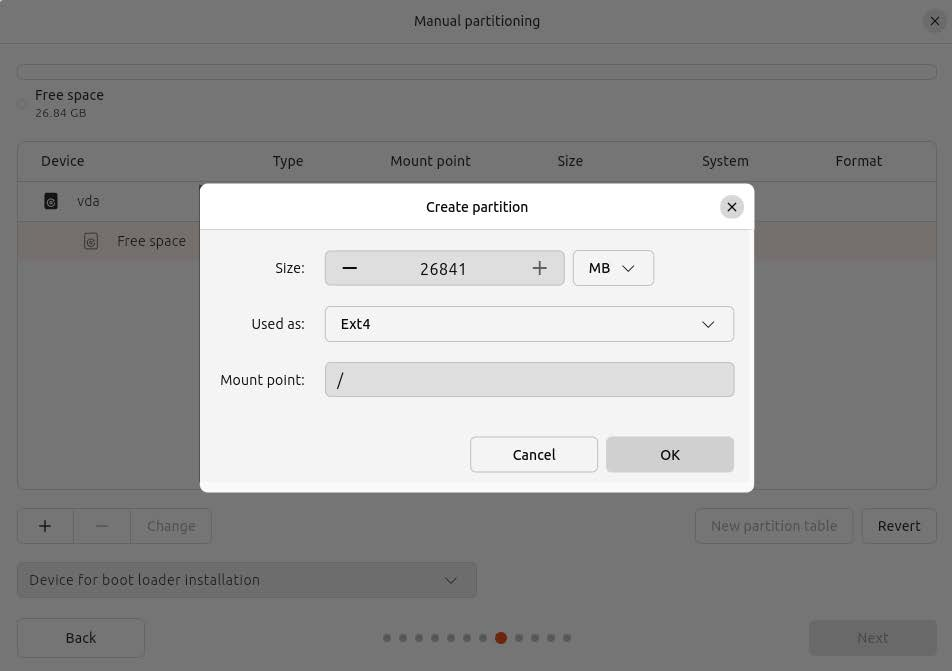 Manual partitioning
Free space
26.84 GB
Device Type Mount point Size System Format
vda
Free space
Create partition
Size: 26841 MB
Used as: Ext4
Mount point: /
Cancel OK
Change New partition table Revert
Device for boot loader installation
Back Next